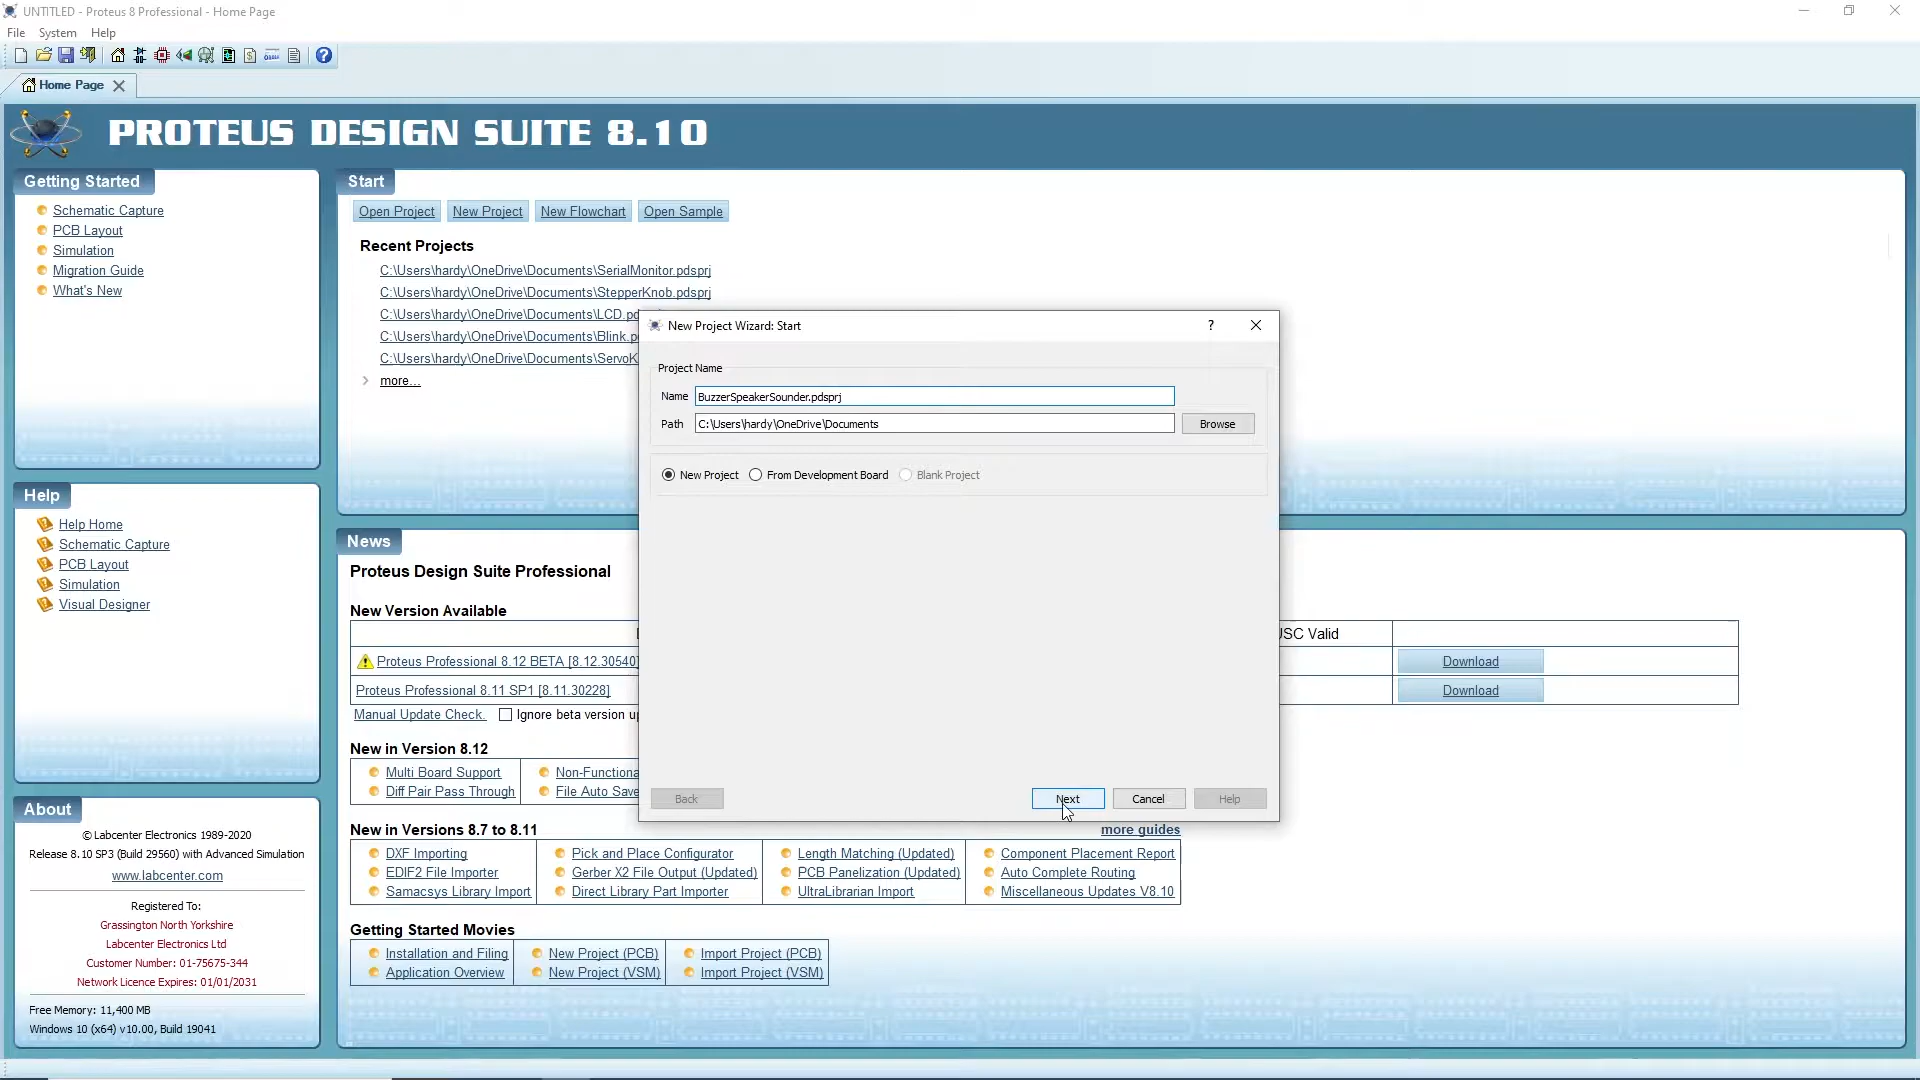 UNTITLED - Proteus 8 Professional - Home Page
File System Help
Home Page
PROTEUS DESIGN SUITE 8.10
Getting Started
Schematic Capture
PCB Layout
Simulation
Migration Guide
What's New
Start
Open Project New Project New Flowchart Open Sample
Recent Projects
C:\Users\hardy\OneDrive\Documents\SerialMonitor.pdsprj
C:\Users\hardy\OneDrive\Documents\StepperKnob.pdsprj
C:\Users\hardy\OneDrive\Documents\LCD.pd
C:\Users\hardy\OneDrive\Documents\Blink.p
C:\Users\hardy\OneDrive\Documents\ServoK
more...
New Project Wizard: Start ?
Project Name
Name BuzzerSpeakerSounder.pdsprj
Path C:\Users\hardy\OneDrive\Documents Browse
New Project From Development Board Blank Project
Back Next Cancel Help
Help
Help Home
Schematic Capture
PCB Layout
Simulation
Visual Designer
News
Proteus Design Suite Professional
New Version Available
USC Valid
Proteus Professional 8.12 BETA [8.12.30540] Download
Proteus Professional 8.11 SP1 [8.11.30228] Download
Manual Update Check. Ignore beta version u
New in Version 8.12
Multi Board Support Non-Functiona
Diff Pair Pass Through File Auto Save
New in Versions 8.7 to 8.11 more guides
DXF Importing Pick and Place Configurator Length Matching (Updated) Component Placement Report
EDIF2 File Importer Gerber X2 File Output (Updated) PCB Panelization (Updated) Auto Complete Routing
Samacsys Library Import Direct Library Part Importer UltraLibrarian Import Miscellaneous Updates V8.10
Getting Started Movies
Installation and Filing New Project (PCB) Import Project (PCB)
Application Overview New Project (VSM) Import Project (VSM)
About
© Labcenter Electronics 1989-2020
Release 8.10 SP3 (Build 29560) with Advanced Simulation
www.labcenter.com
Registered To:
Grassington North Yorkshire
Labcenter Electronics Ltd
Customer Number: 01-75675-344
Network Licence Expires: 01/01/2031
Free Memory: 11,400 MB
Windows 10 (x64) v10.00, Build 19041